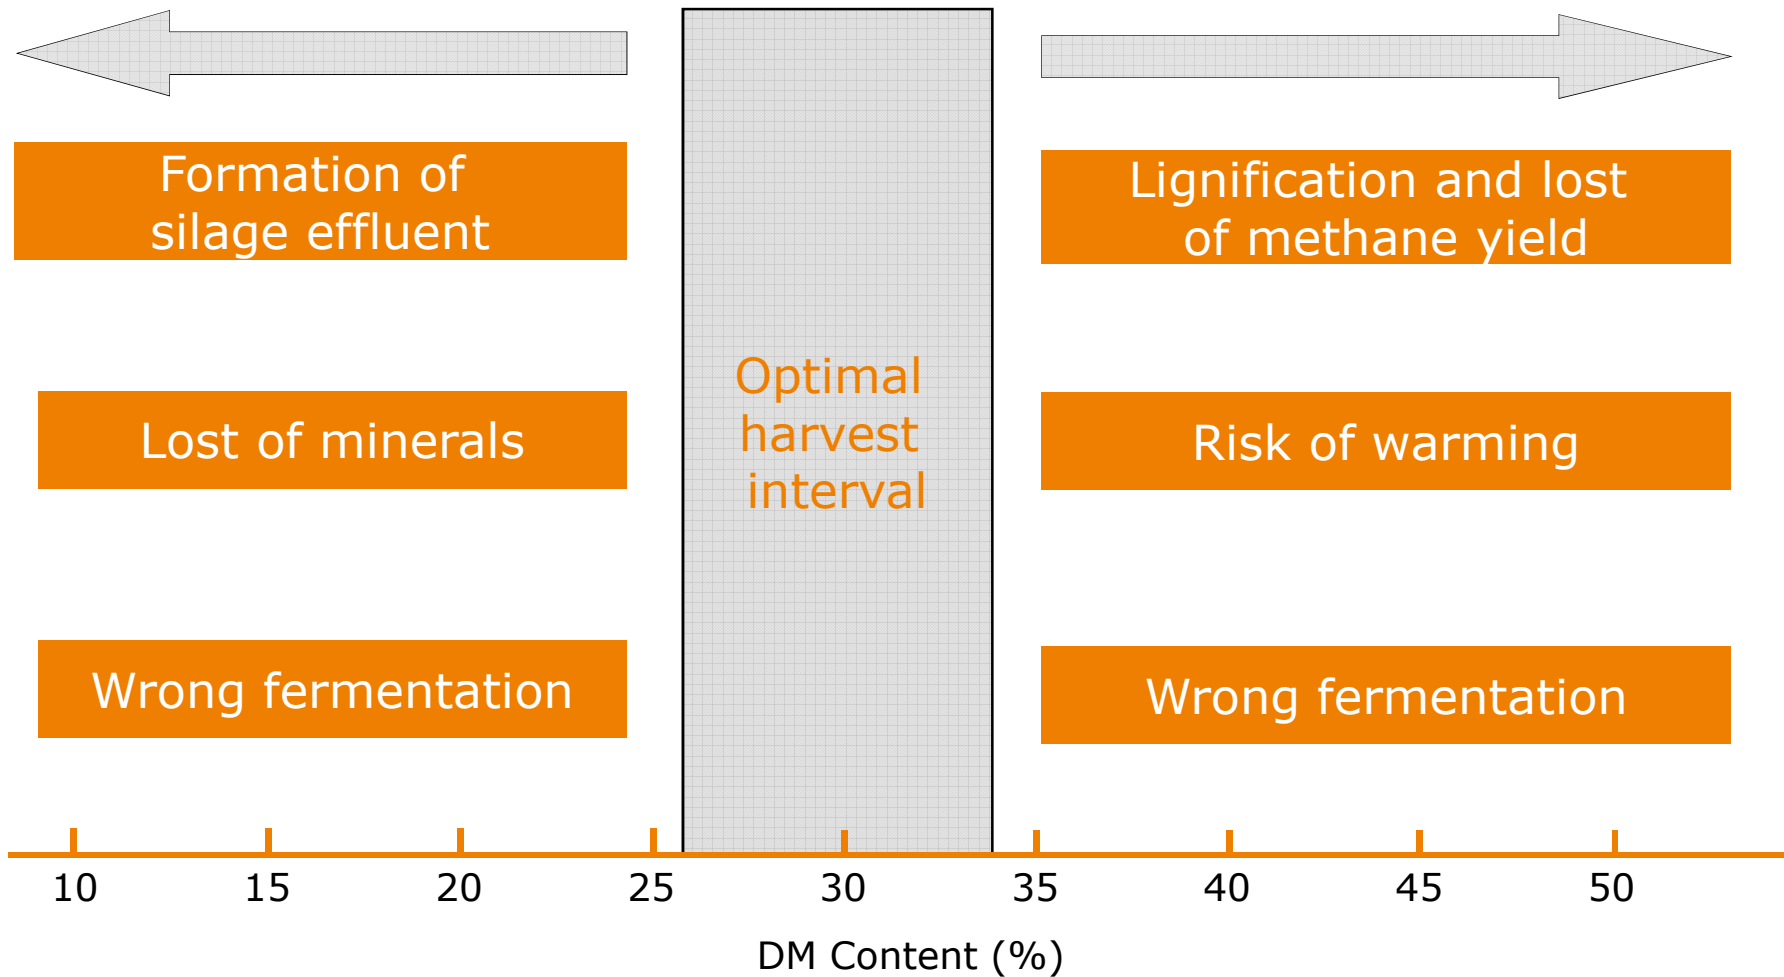 Formation of
silage effluent
Lost of minerals
Wrong fermentation
Optimal
harvest
interval
Lignification and lost
of methane yield
Risk of warming
Wrong fermentation
10 15 20 25 30 35 40 45 50
DM Content (%)